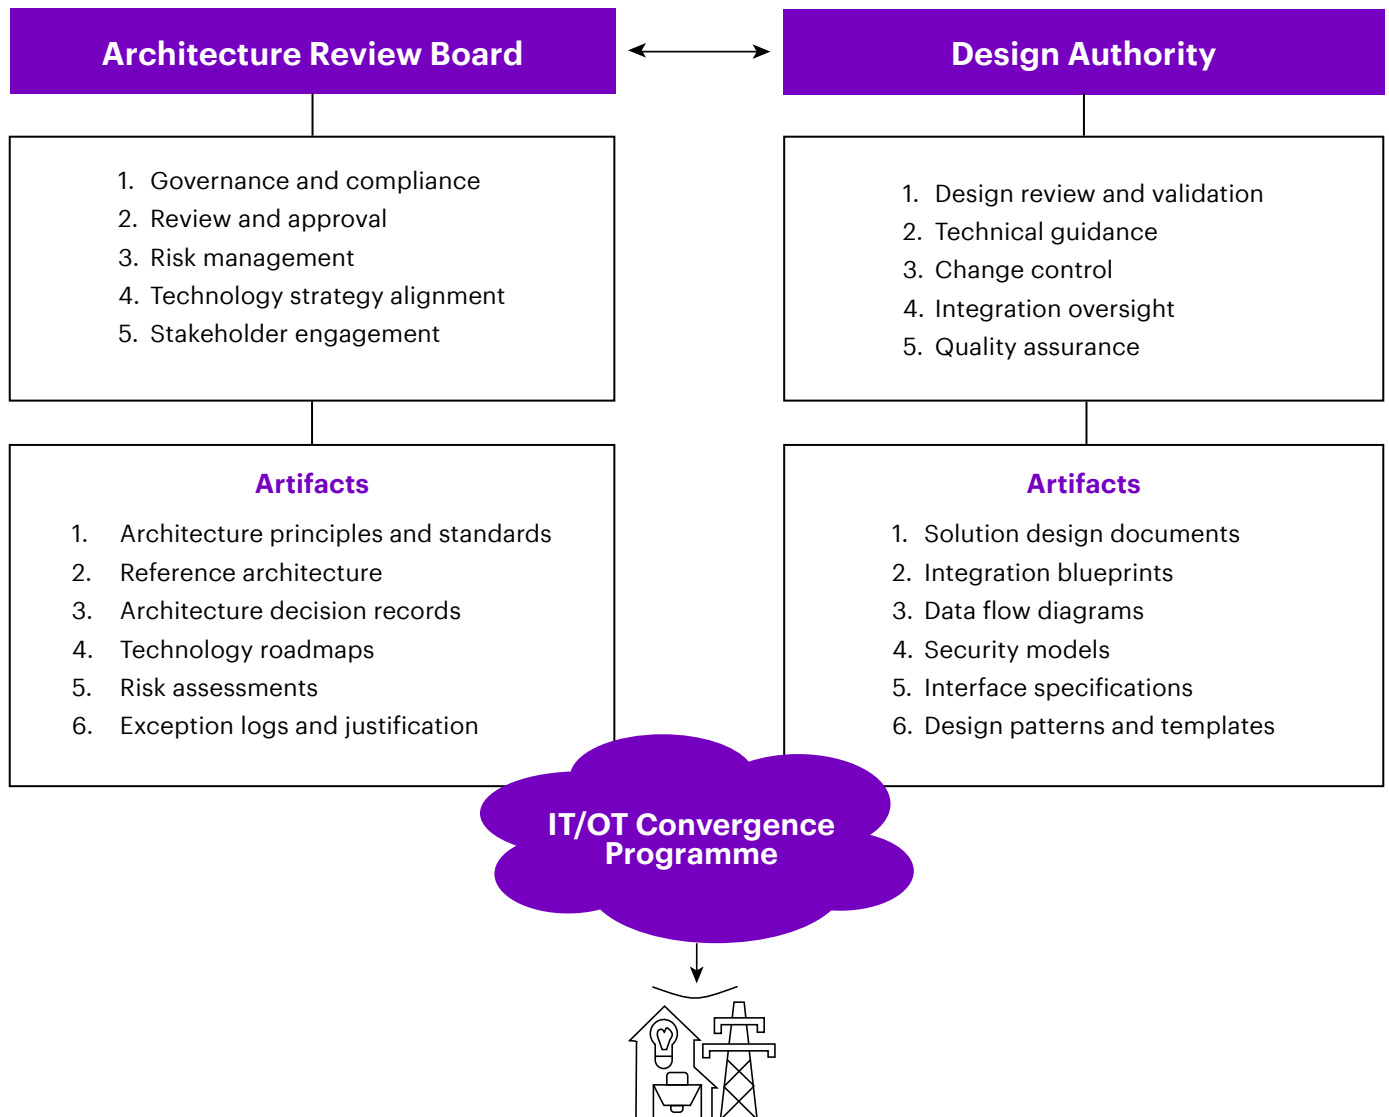 Architecture Review Board
1. Governance and compliance
2. Review and approval
3. Risk management
4. Technology strategy alignment
5. Stakeholder engagement
Artifacts
1. Architecture principles and standards
2. Reference architecture
3. Architecture decision records
4. Technology roadmaps
5. Risk assessments
6. Exception logs and justification
Design Authority
1. Design review and validation
2. Technical guidance
3. Change control
4. Integration oversight
5. Quality assurance
Artifacts
1. Solution design documents
2. Integration blueprints
3. Data flow diagrams
4. Security models
5. Interface specifications
6. Design patterns and templates
IT/OT Convergence
Programme